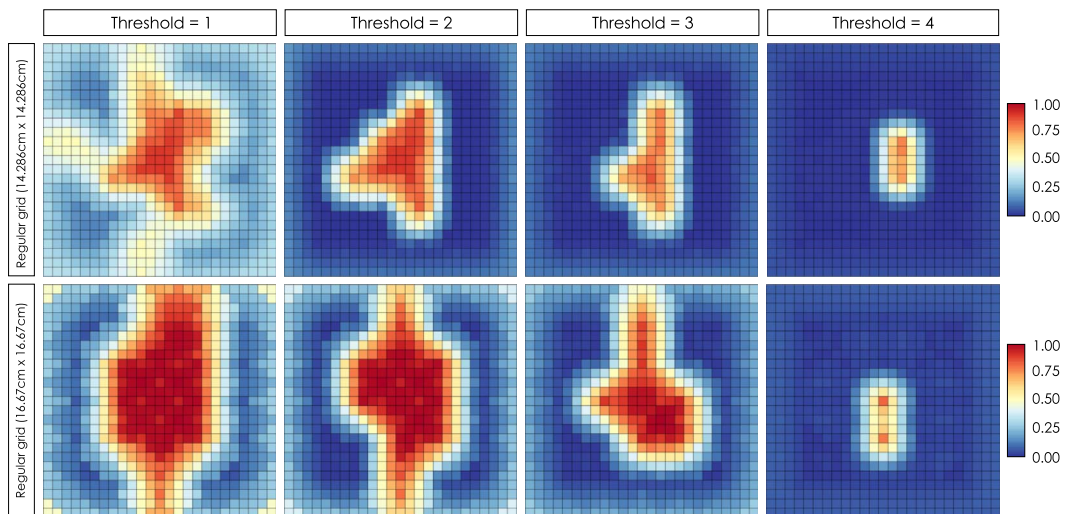 Threshold = 1
Threshold = 2
Threshold = 3
Threshold = 4
Regular grid (14.286cm x 14.286cm)
1.00
0.75
0.50
0.25
0.00
Regular grid (16.67cm x 16.67cm)
1.00
0.75
0.50
0.25
0.00